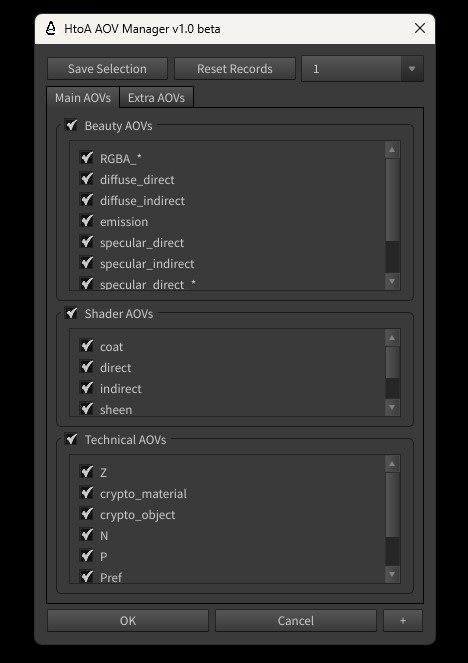 HtoA AOV Manager v1.0 beta
Save Selection Reset Records 1
Main AOVs Extra AOVs
Beauty AOVs
RGBA_*
diffuse_direct
diffuse_indirect
emission
specular_direct
specular_indirect
specular_direct_*
Shader AOVs
coat
direct
indirect
sheen
Technical AOVs
Z
crypto_material
crypto_object
N
P
Pref
OK Cancel +